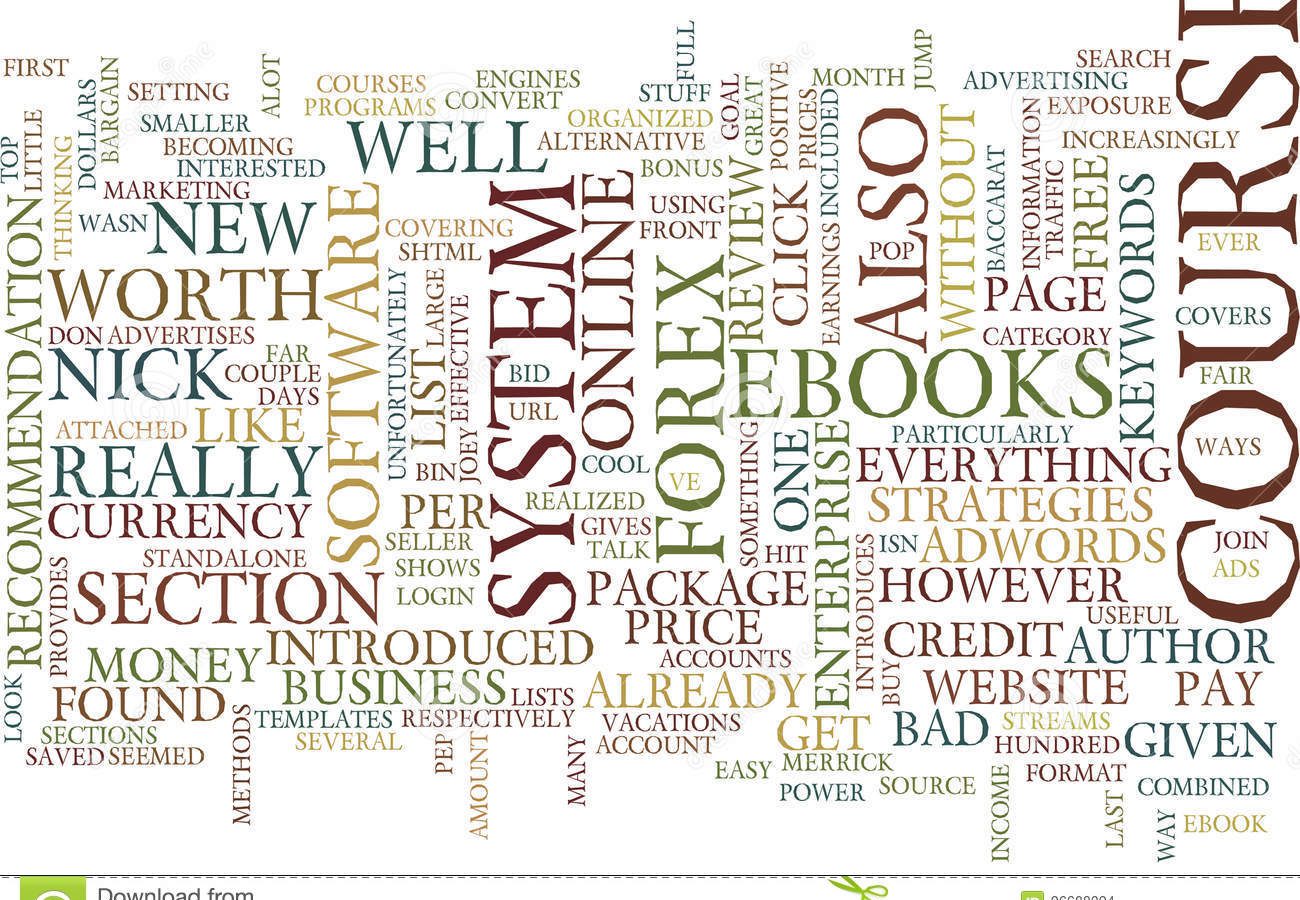 FIRST
TOP
LITTLE
THINKING
DOLLARS
BARGAIN
SETTING
ALOT
SMALLER
BECOMING
INTERESTED
MARKETING
WASN
NEW
WORTH
DON
ADVERTISES
NICK
FAR
COUPLE
DAYS
ATTACHED
LIKE
REALLY
CURRENCY
STANDALONE
SECTION
RECOMMENDATION
PROVIDES
LOOK
MONEY
FOUND
SECTIONS
SAVED
SEEMED
METHODS
COURSES
PROGRAMS
ENGINES
CONVERT
WELL
SOFTWARE
COVERING
SHTML
UNFORTUNATELY
LARGE
LIST
EFFECTIVE
JOEY
BIN
PER
SELLER
SHOWS
LOGIN
INTRODUCED
BUSINESS
LISTS
TEMPLATES
RESPECTIVELY
SEVERAL
PEP
AMOUNT
MANY
SYSTEM
BID
URL
ONLINE
COOL
REALIZED
GIVES
TALK
FULL
STUFF
ORGANIZED
ALTERNATIVE
BONUS
USING
FRONT
GOAL
GREAT
REVIEW
FOREX
VE
SOMETHING
HIT
PACKAGE
PRICE
ACCOUNTS
ALREADY
VACATIONS
ACCOUNT
POSITIVE
PRICES
INCLUDED
EARNINGS
CLICK
MONTH
JUMP
ALSO
POP
WITHOUT
EBOOKS
ONE
ENTERPRISE
PARTICULARLY
EVERYTHING
STRATEGIES
ISN
ADWORDS
INTRODUCES
HOWEVER
USEFUL
CREDIT
AUTHOR
BUY
WEBSITE
PAY
GET
BAD
STREAMS
HUNDRED
GIVEN
EASY
MERRICK
POWER
SOURCE
FORMAT
COMBINED
INCOME
LAST
WAY
EBOOK
SEARCH
ADVERTISING
EXPOSURE
INCREASINGLY
BACCARAT
INFORMATION
TRAFFIC
FREE
KEYWORDS
PAGE
CATEGORY
COURSE
EVER
COVERS
FAIR
WAYS
JOIN
ADS
Download from